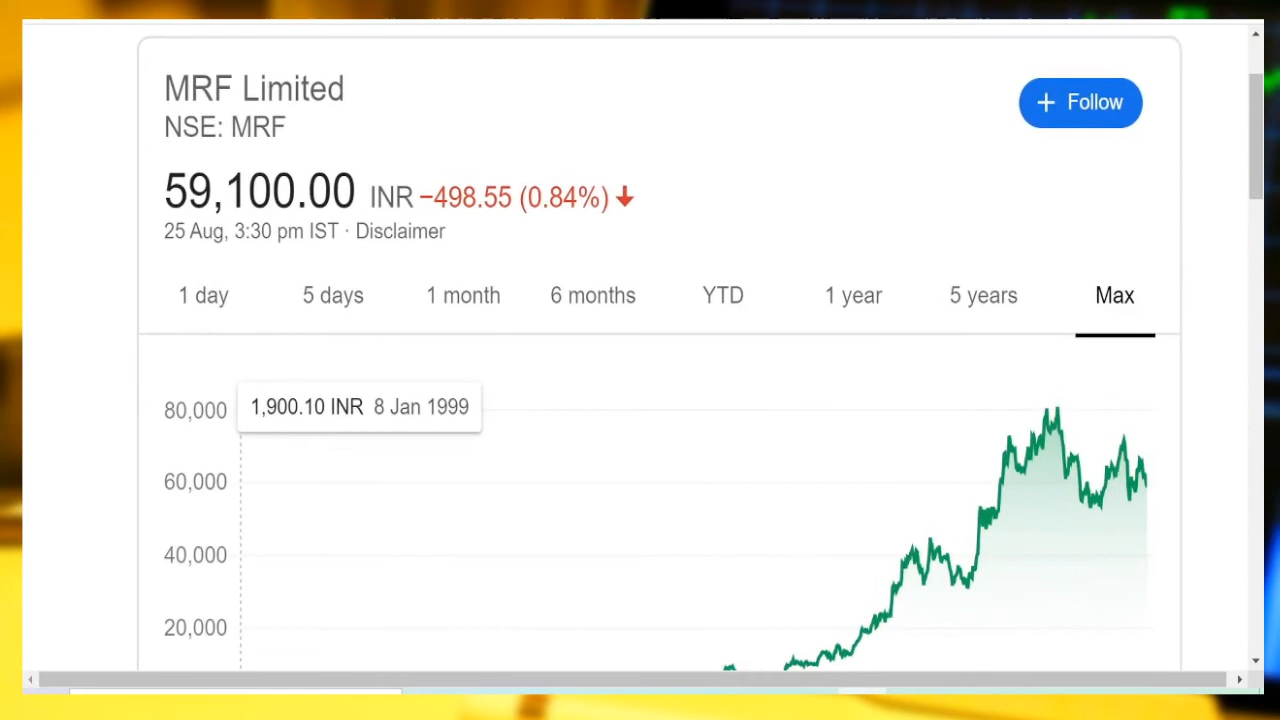 MRF Limited
NSE: MRF
+ Follow
59,100.00 INR −498.55 (0.84%) ↓
25 Aug, 3:30 pm IST · Disclaimer
1 day 5 days 1 month 6 months YTD 1 year 5 years Max
1,900.10 INR 8 Jan 1999
80,000
60,000
40,000
20,000